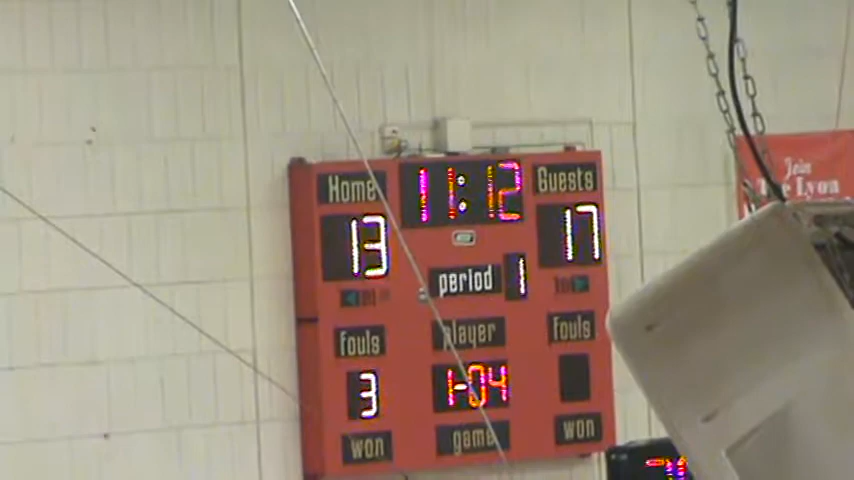 Home 11:12 Guests
13 17
period 1
fouls player fouls
3 1-04
won game won
Join
the Lyon